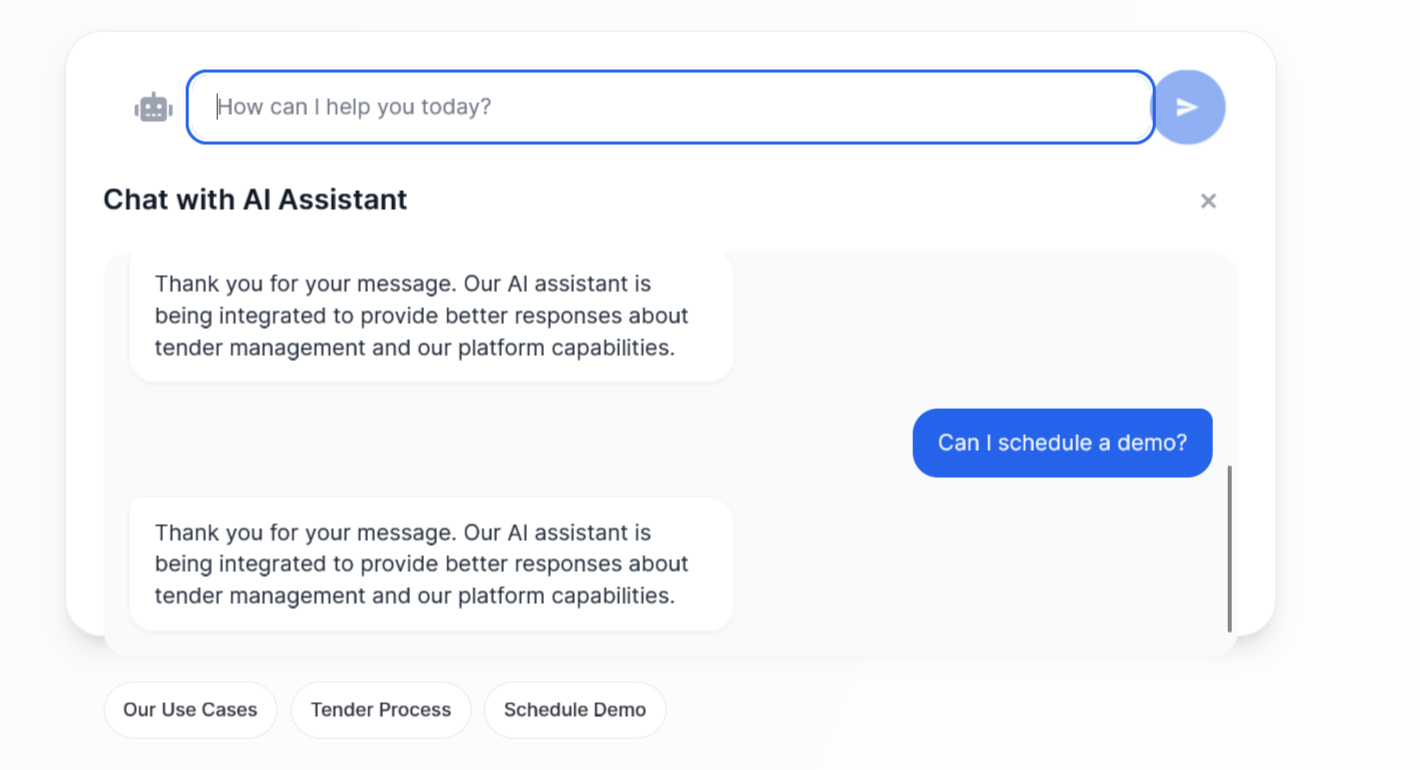 How can I help you today?
Chat with AI Assistant
Thank you for your message. Our AI assistant is
being integrated to provide better responses about
tender management and our platform capabilities.
Can I schedule a demo?
Thank you for your message. Our AI assistant is
being integrated to provide better responses about
tender management and our platform capabilities.
Our Use Cases
Tender Process
Schedule Demo